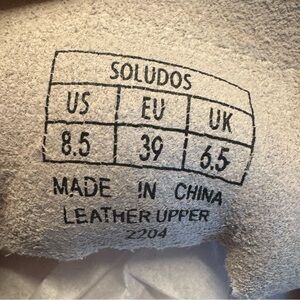 SOLUDOS
US EU UK
8.5 39 6.5
MADE IN CHINA
LEATHER UPPER
2204